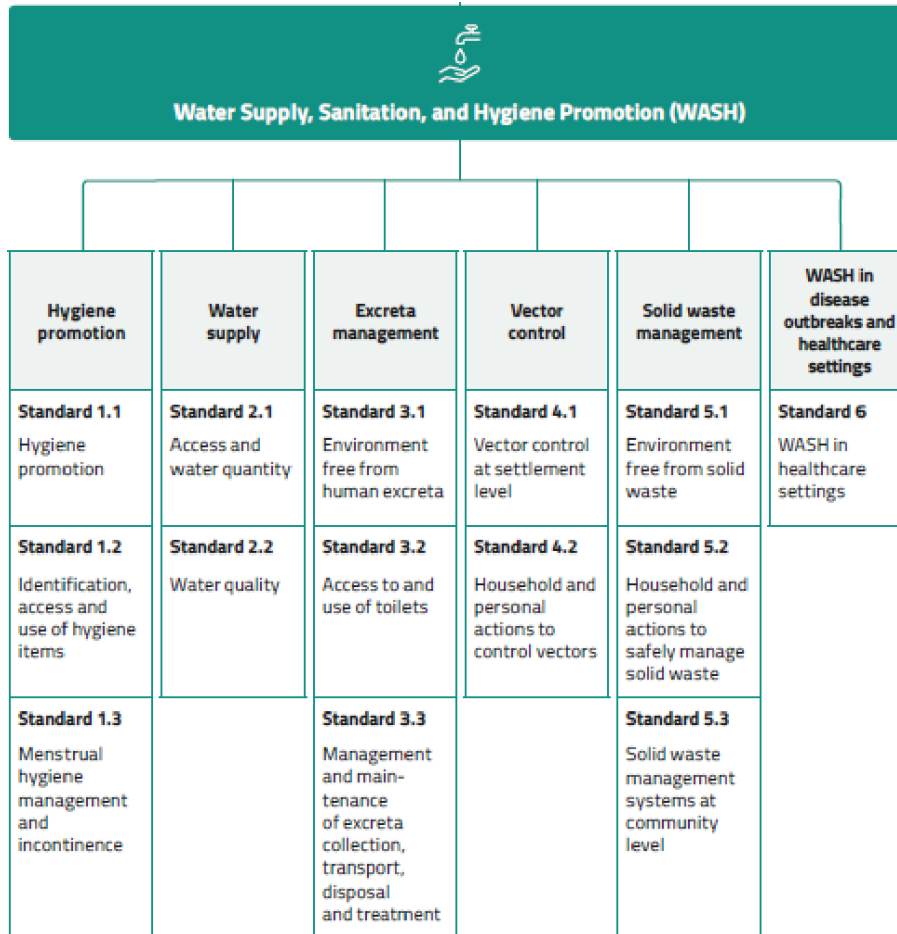 Water Supply, Sanitation, and Hygiene Promotion (WASH)
Hygiene
promotion
Water
supply
Excreta
management
Vector
control
Solid waste
management
WASH in
disease
outbreaks and
healthcare
settings
Standard 1.1
Hygiene
promotion
Standard 2.1
Access and
water quantity
Standard 3.1
Environment
free from
human excreta
Standard 4.1
Vector control
at settlement
level
Standard 5.1
Environment
free from solid
waste
Standard 6
WASH in
healthcare
settings
Standard 1.2
Identification,
access and
use of hygiene
items
Standard 2.2
Water quality
Standard 3.2
Access to and
use of toilets
Standard 4.2
Household and
personal
actions to
control vectors
Standard 5.2
Household and
personal
actions to
safely manage
solid waste
Standard 1.3
Menstrual
hygiene
management
and
incontinence
Standard 3.3
Management
and main-
tenance
of excreta
collection,
transport,
disposal
and treatment
Standard 5.3
Solid waste
management
systems at
community
level